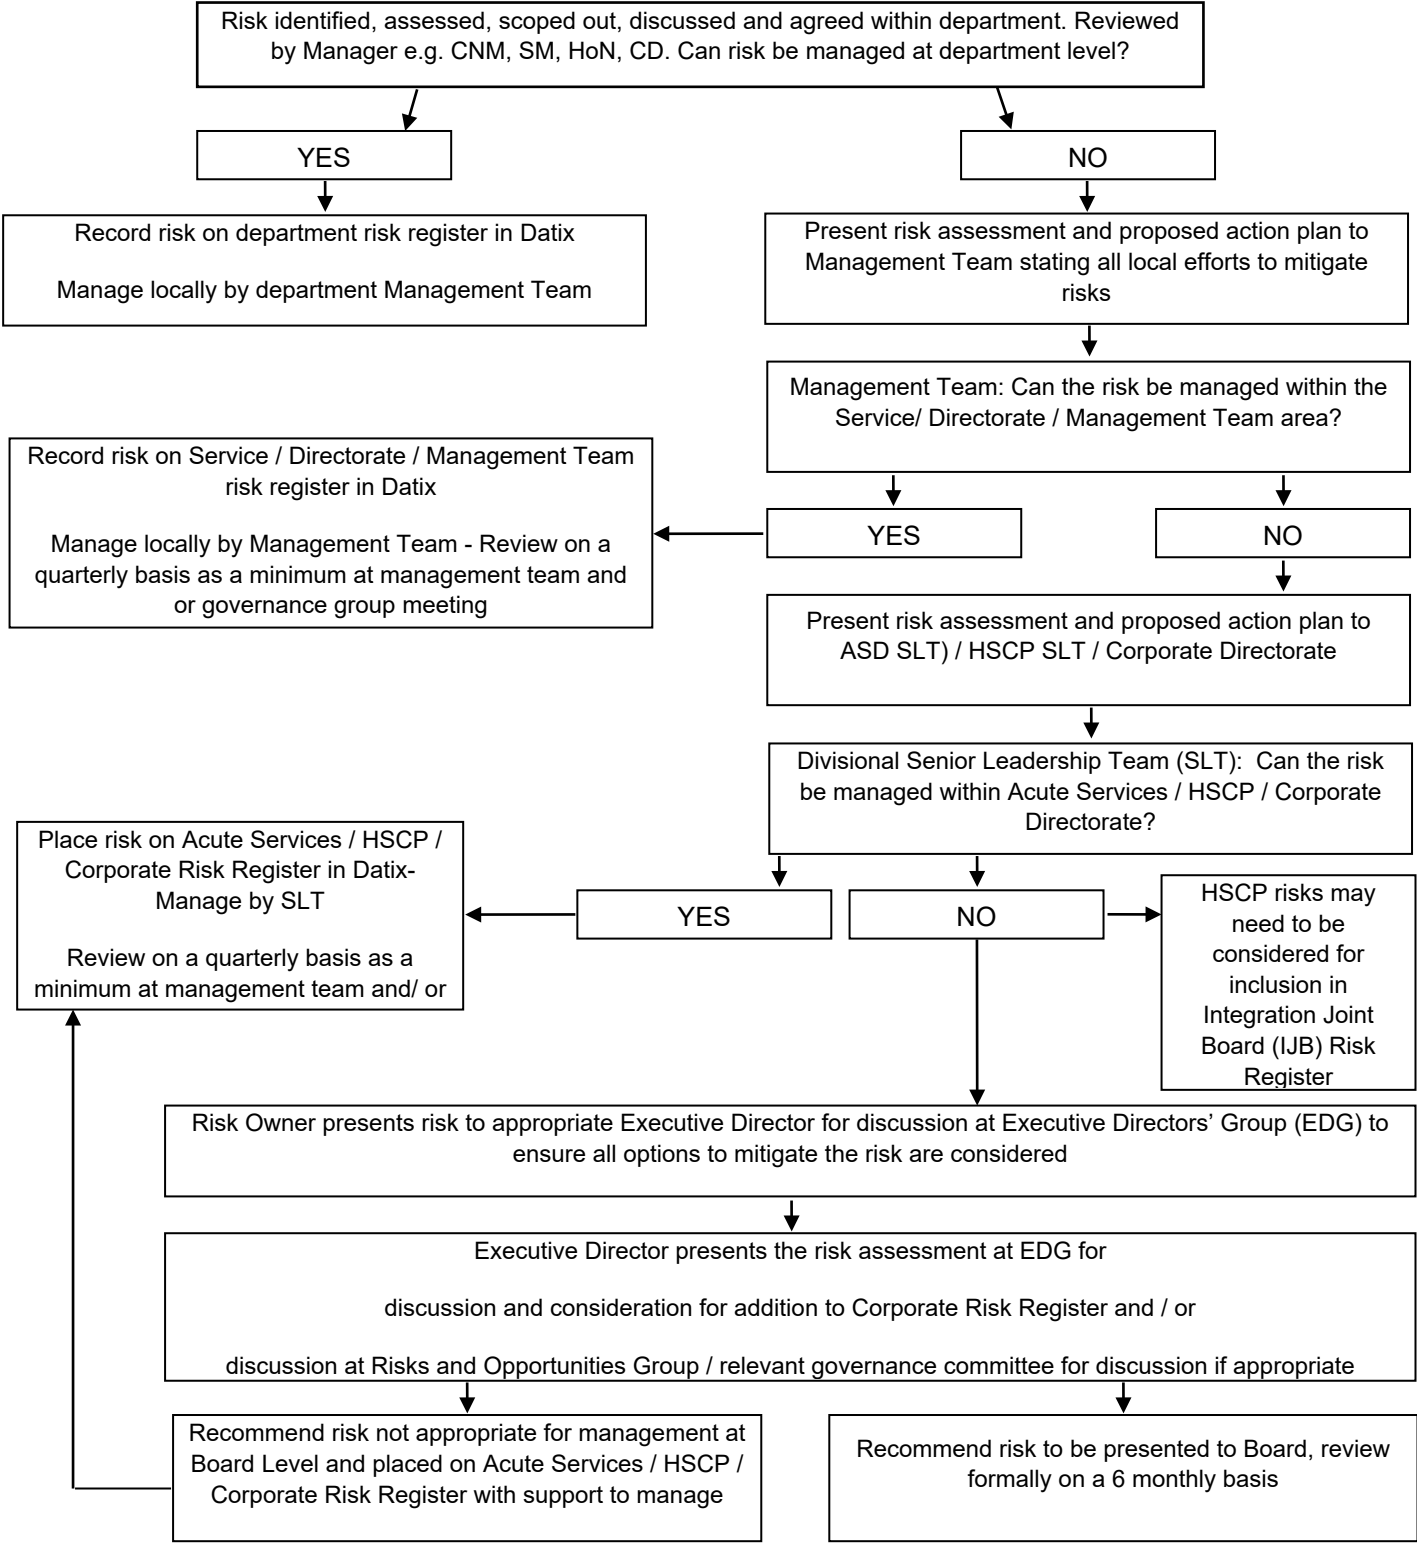 Risk identified, assessed, scoped out, discussed and agreed within department. Reviewed
by Manager e.g. CNM, SM, HoN, CD. Can risk be managed at department level?
YES
NO
Record risk on department risk register in Datix
Manage locally by department Management Team
Present risk assessment and proposed action plan to
Management Team stating all local efforts to mitigate
risks
Management Team: Can the risk be managed within the
Service/ Directorate / Management Team area?
Record risk on Service / Directorate / Management Team
risk register in Datix
Manage locally by Management Team - Review on a
quarterly basis as a minimum at management team and
or governance group meeting
YES
NO
Present risk assessment and proposed action plan to
ASD SLT) / HSCP SLT / Corporate Directorate
Divisional Senior Leadership Team (SLT):  Can the risk
be managed within Acute Services / HSCP / Corporate
Directorate?
Place risk on Acute Services / HSCP /
Corporate Risk Register in Datix-
Manage by SLT
Review on a quarterly basis as a
minimum at management team and/ or
YES
NO
HSCP risks may
need to be
considered for
inclusion in
Integration Joint
Board (IJB) Risk
Register
Risk Owner presents risk to appropriate Executive Director for discussion at Executive Directors’ Group (EDG) to
ensure all options to mitigate the risk are considered
Executive Director presents the risk assessment at EDG for
discussion and consideration for addition to Corporate Risk Register and / or
discussion at Risks and Opportunities Group / relevant governance committee for discussion if appropriate
Recommend risk not appropriate for management at
Board Level and placed on Acute Services / HSCP /
Corporate Risk Register with support to manage
Recommend risk to be presented to Board, review
formally on a 6 monthly basis